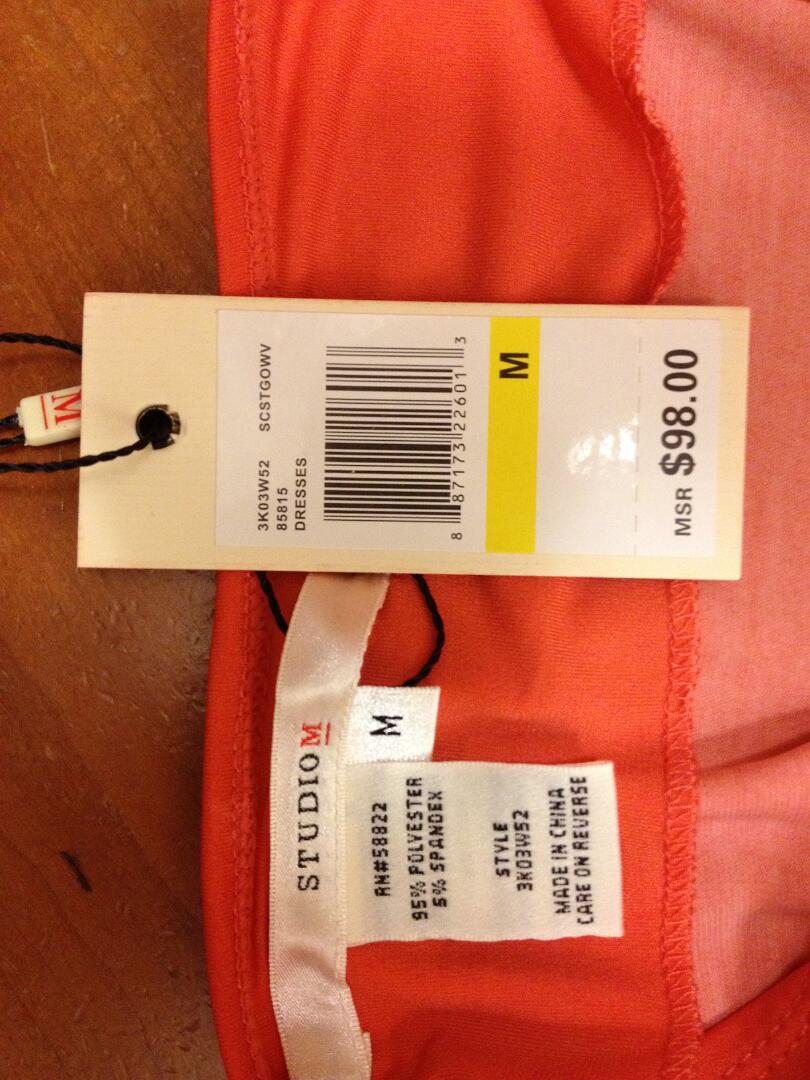 M
3K03W52 SCSTGOWV
85815
DRESSES
8 87173 22601 3
M
MSR $98.00
STUDIO M
M
RN#58822
95% POLYESTER
5% SPANDEX
STYLE
3K03W52
MADE IN CHINA
CARE ON REVERSE